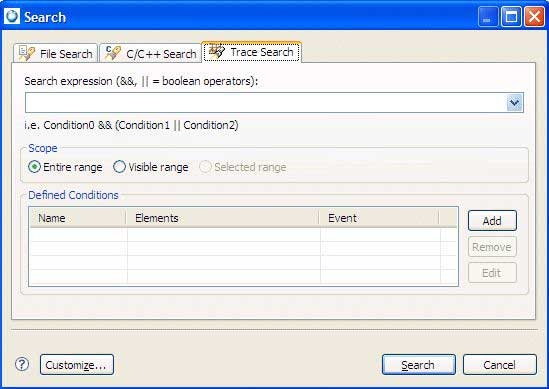 Search
File Search C/C++ Search Trace Search
Search expression (&&, || = boolean operators):
i.e. Condition0 && (Condition1 || Condition2)
Scope
Entire range Visible range Selected range
Defined Conditions
Name Elements Event
Add
Remove
Edit
? Customize... Search Cancel